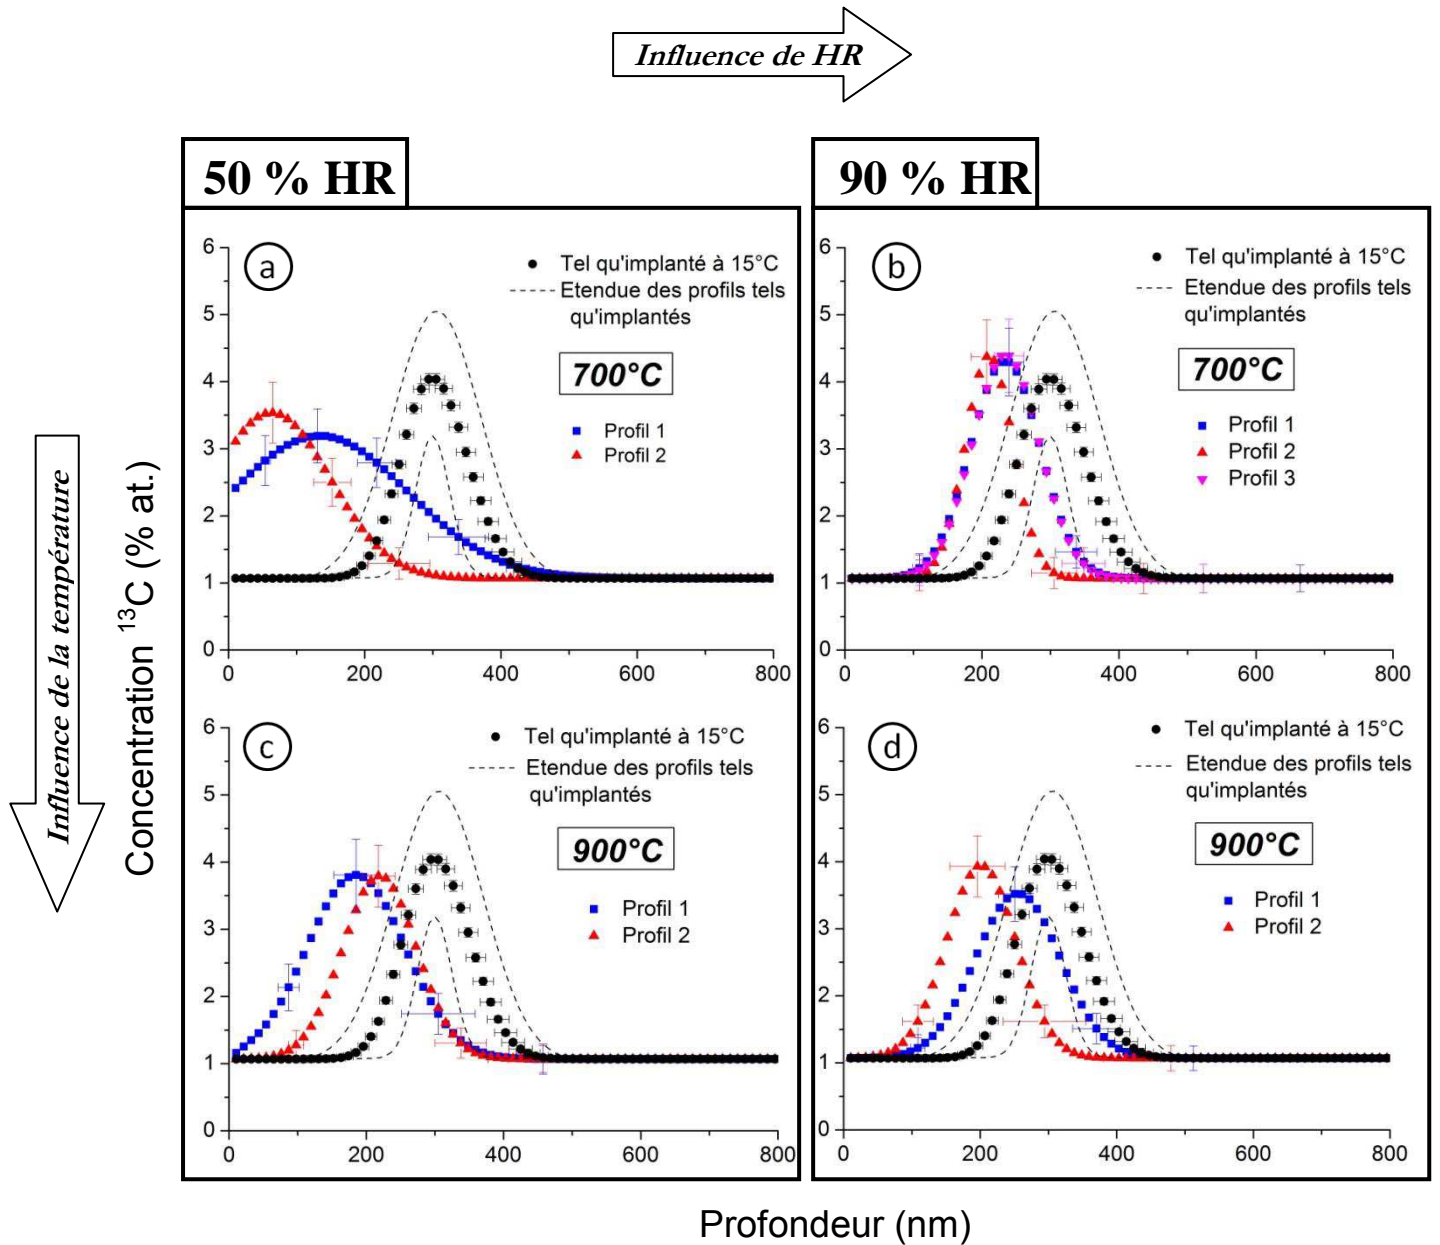 Influence de HR
50 % HR
90 % HR
Influence de la température
Concentration ¹³C (% at.)
a
Tel qu'implanté à 15°C
Etendue des profils tels
qu'implantés
700°C
Profil 1
Profil 2
6
5
4
3
2
1
0
0 200 400 600 800
b
Tel qu'implanté à 15°C
Etendue des profils tels
qu'implantés
700°C
Profil 1
Profil 2
Profil 3
6
5
4
3
2
1
0
0 200 400 600 800
c
Tel qu'implanté à 15°C
Etendue des profils tels
qu'implantés
900°C
Profil 1
Profil 2
6
5
4
3
2
1
0
0 200 400 600 800
d
Tel qu'implanté à 15°C
Etendue des profils tels
qu'implantés
900°C
Profil 1
Profil 2
6
5
4
3
2
1
0
0 200 400 600 800
Profondeur (nm)